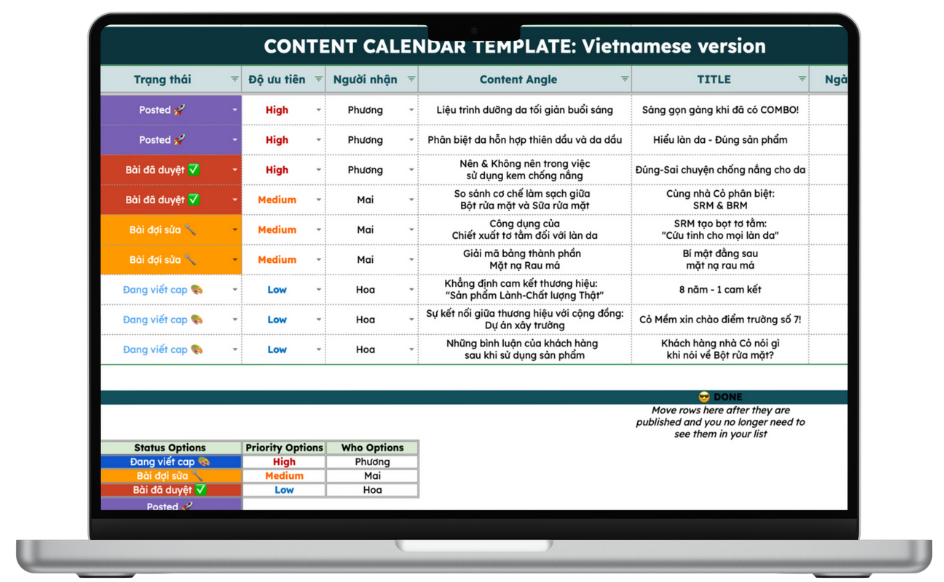 CONTENT CALENDAR TEMPLATE: Vietnamese version
Trạng thái Độ ưu tiên Người nhận Content Angle TITLE Ngà
Posted 🚀 High Phương Liệu trình dưỡng da tối giản buổi sáng Sáng gọn gàng khi đã có COMBO!
Posted 🚀 High Phương Phân biệt da hỗn hợp thiên dầu và da dầu Hiểu làn da - Đúng sản phẩm
Bài đã duyệt ✅ High Phương Nên & Không nên trong việc
sử dụng kem chống nắng Đúng-Sai chuyện chống nắng cho da
Bài đã duyệt ✅ Medium Mai So sánh cơ chế làm sạch giữa
Bột rửa mặt và Sữa rửa mặt Cùng nhà Cỏ phân biệt:
SRM & BRM
Bài đợi sửa 🔧 Medium Mai Công dụng của
Chiết xuất tơ tằm đối với làn da SRM tạo bọt tơ tằm:
"Cứu tinh cho mọi làn da"
Bài đợi sửa 🔧 Medium Mai Giải mã bảng thành phần
Mặt nạ Rau má Bí mật đằng sau
mặt nạ rau má
Đang viết cap 🎨 Low Hoa Khẳng định cam kết thương hiệu:
"Sản phẩm Lành-Chất lượng Thật" 8 năm - 1 cam kết
Đang viết cap 🎨 Low Hoa Sự kết nối giữa thương hiệu với cộng đồng:
Dự án xây trường Cỏ Mềm xin chào điểm trường số 7!
Đang viết cap 🎨 Low Hoa Những bình luận của khách hàng
sau khi sử dụng sản phẩm Khách hàng nhà Cỏ nói gì
khi nói về Bột rửa mặt?
😎 DONE
Move rows here after they are
published and you no longer need to
see them in your list
Status Options Priority Options Who Options
Đang viết cap 🎨 High Phương
Bài đợi sửa 🔧 Medium Mai
Bài đã duyệt ✅ Low Hoa
Posted 🚀